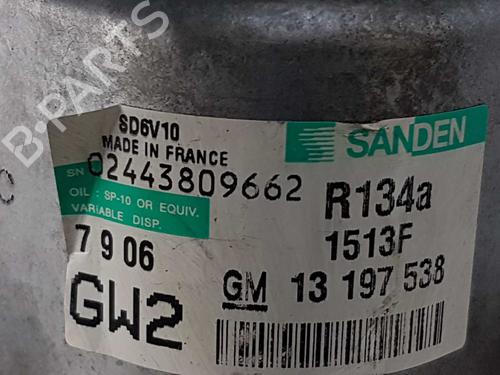 B-PARTS
SD6V10
MADE IN FRANCE
SANDEN
SN 02443809662
OIL : SP-10 OR EQUIV.
VARIABLE DISP.
R134a
7 9 06
1513F
GW2
GM 13 197 538